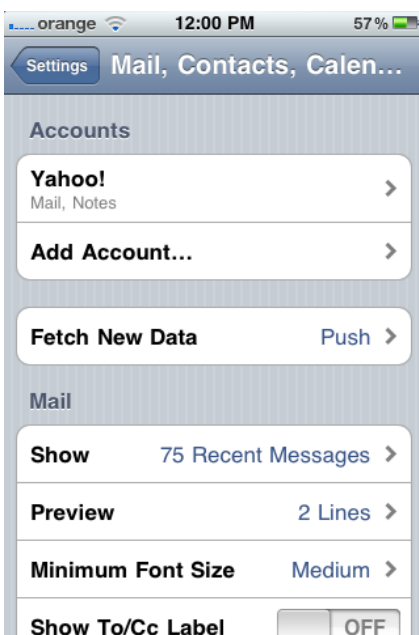 orange 12:00 PM 57%
Settings Mail, Contacts, Calen...
Accounts
Yahoo!
Mail, Notes
Add Account...
Fetch New Data Push
Mail
Show 75 Recent Messages
Preview 2 Lines
Minimum Font Size Medium
Show To/Cc Label OFF